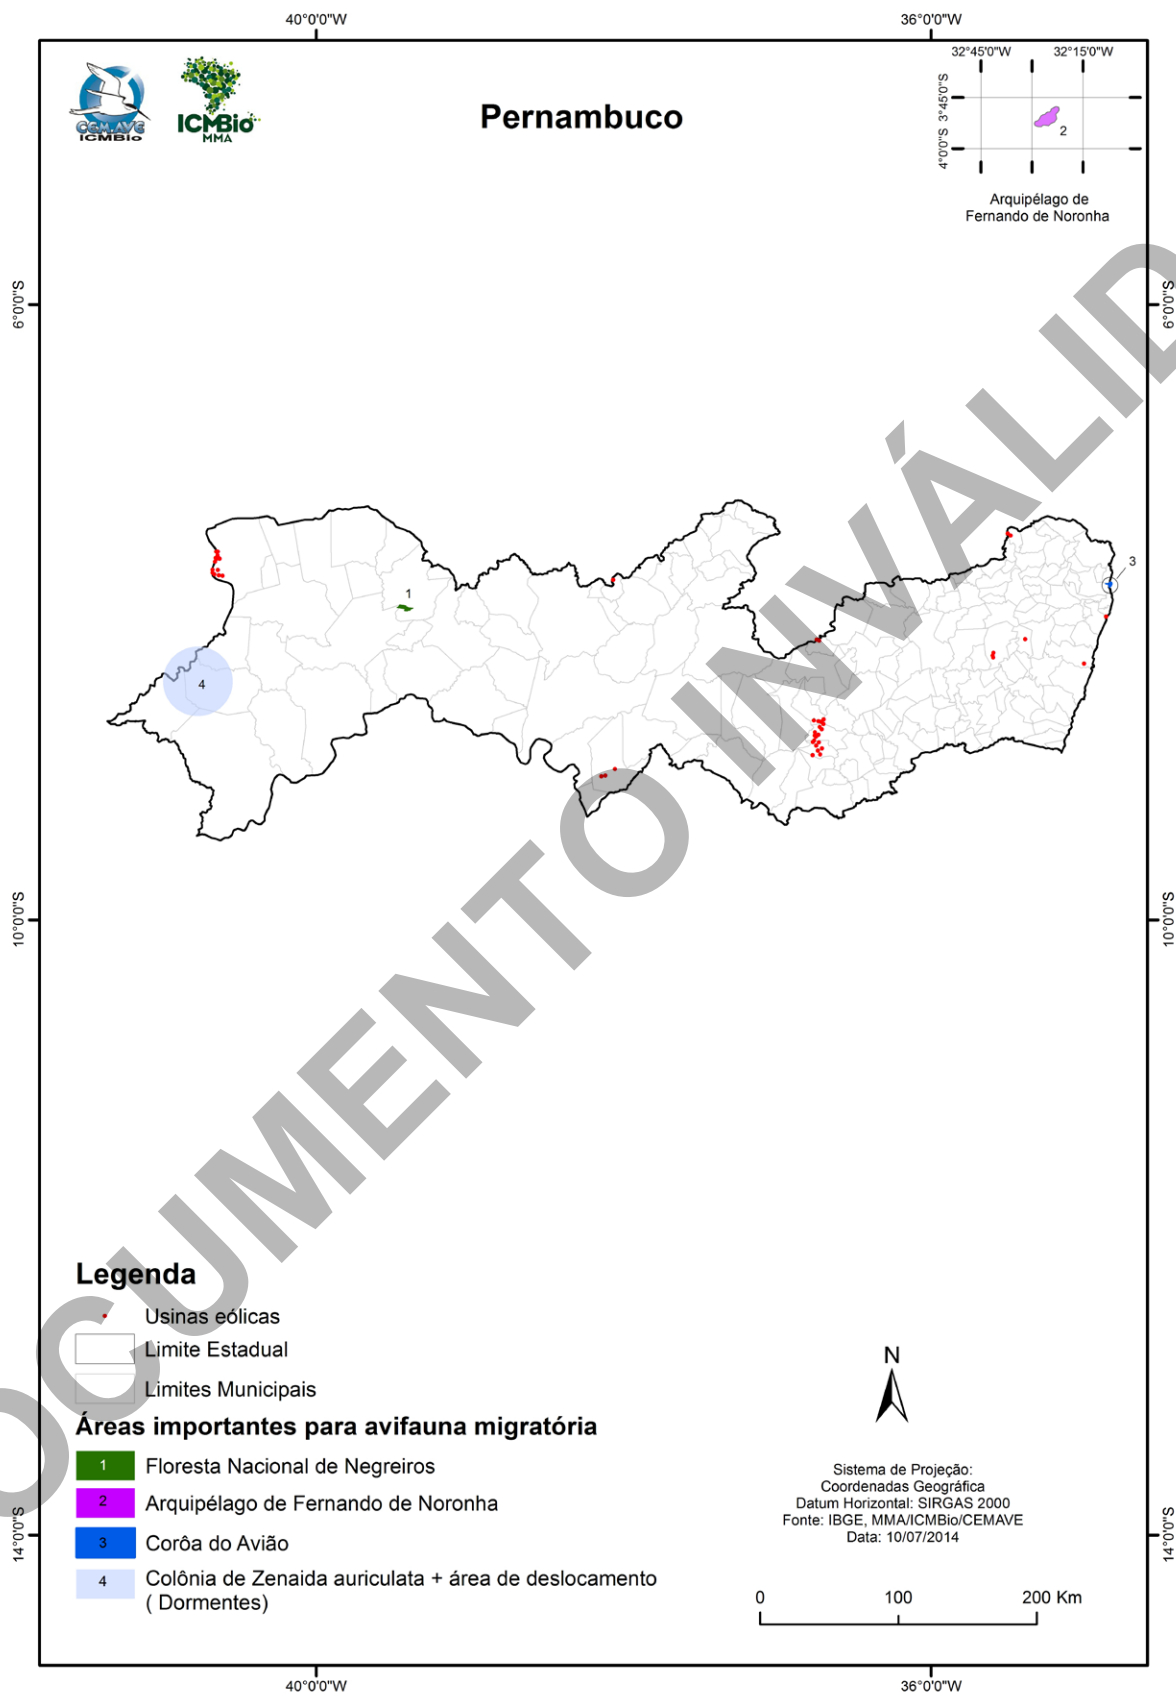 40°0'0"W
36°0'0"W
CEMAVE
ICMBio
ICMBio
MMA
Pernambuco
32°45'0"W
32°15'0"W
3°45'0"S
4°0'0"S
2
Arquipélago de
Fernando de Noronha
6°0'0"S
6°0'0"S
3
1
4
10°0'0"S
10°0'0"S
DOCUMENTO INVÁLID
Legenda
Usinas eólicas
Limite Estadual
Limites Municipais
Áreas importantes para avifauna migratória
1 Floresta Nacional de Negreiros
2 Arquipélago de Fernando de Noronha
3 Corôa do Avião
4 Colônia de Zenaida auriculata + área de deslocamento
( Dormentes)
N
Sistema de Projeção:
Coordenadas Geográfica
Datum Horizontal: SIRGAS 2000
Fonte: IBGE, MMA/ICMBio/CEMAVE
Data: 10/07/2014
0 100 200 Km
14°0'0"S
14°0'0"S
40°0'0"W
36°0'0"W